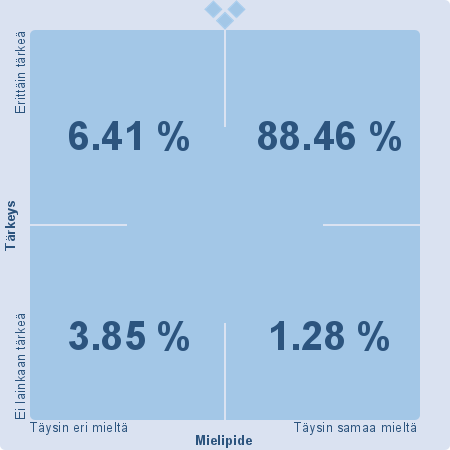 Erittäin tärkeä
6.41 %
88.46 %
Tärkeys
Ei lainkaan tärkeä
3.85 %
1.28 %
Täysin eri mieltä
Täysin samaa mieltä
Mielipide